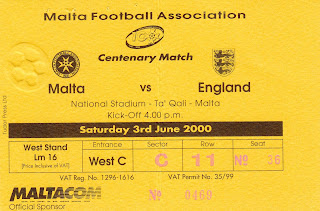 Malta Football Association
Centenary Match
Malta vs England
National Stadium - Ta' Qali - Malta
Kick-Off 4.00 p.m.
Saturday 3rd June 2000
West Stand
Lm 16
(Price inclusive of VAT)
Entrance
West C
Sector
G
Row
11
Seat
Nº 36
VAT Reg. No. 1296-1616
VAT Permit No. 35/99
MALTACOM
Official Sponsor
Nº 0469